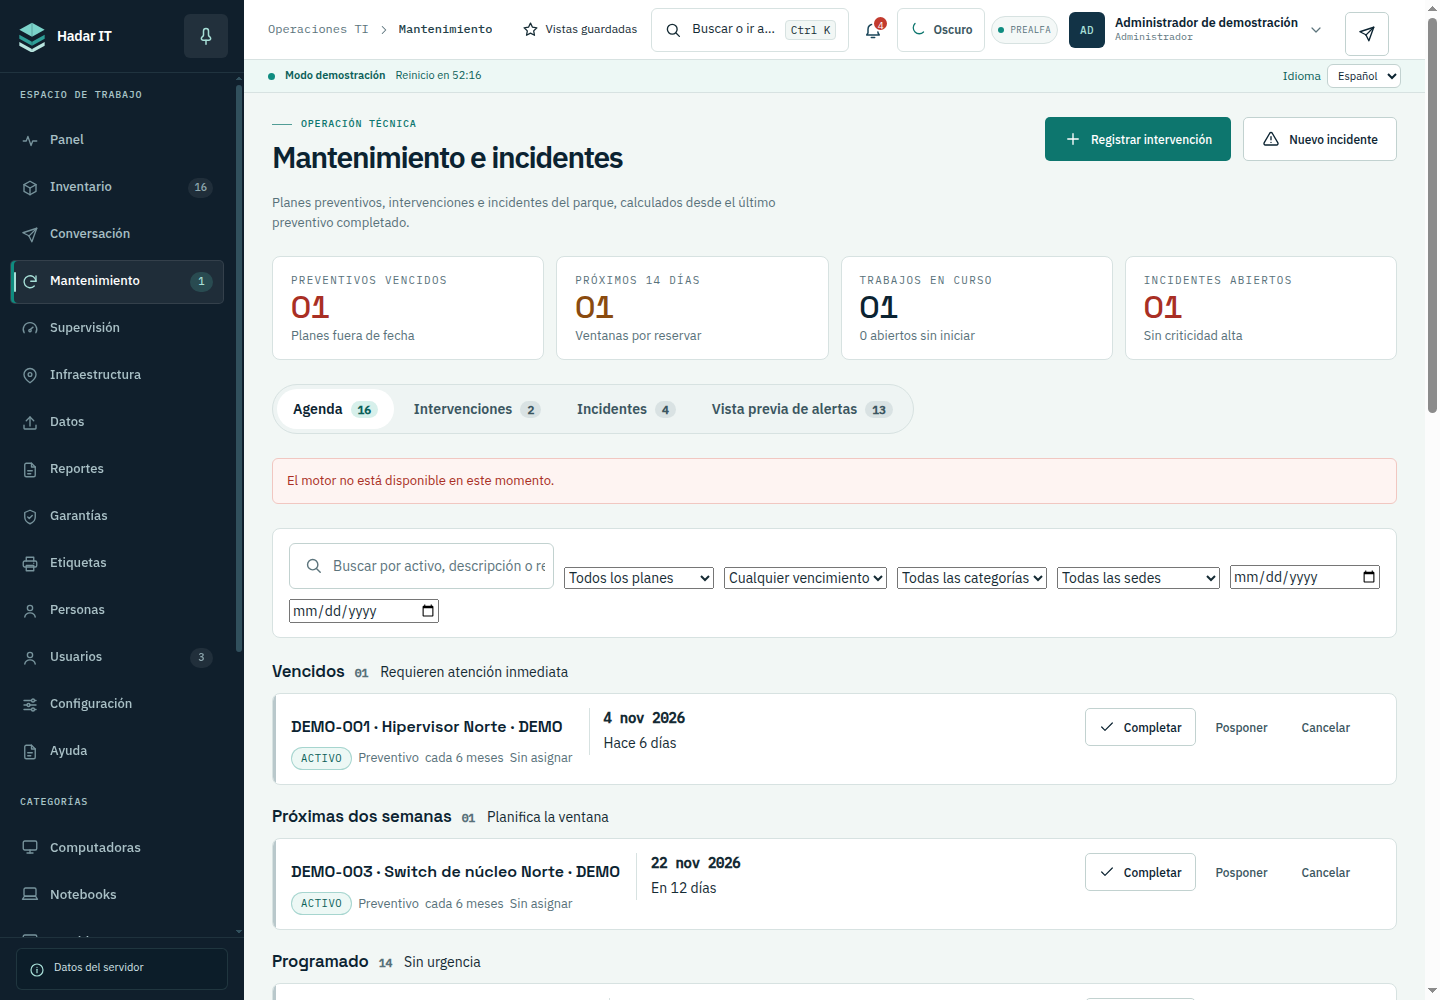 Hadar IT
ESPACIO DE TRABAJO
Panel
Inventario 16
Conversación
Mantenimiento 1
Supervisión
Infraestructura
Datos
Reportes
Garantías
Etiquetas
Personas
Usuarios 3
Configuración
Ayuda
CATEGORÍAS
Computadoras
Notebooks
Datos del servidor
Operaciones TI > Mantenimiento
Vistas guardadas
Buscar o ir a... Ctrl K
4
Oscuro
PREALFA
AD
Administrador de demostración
Administrador
Modo demostración Reinicio en 52:16
Idioma Español
OPERACIÓN TÉCNICA
Mantenimiento e incidentes
Planes preventivos, intervenciones e incidentes del parque, calculados desde el último
preventivo completado.
Registrar intervención
Nuevo incidente
PREVENTIVOS VENCIDOS
01
Planes fuera de fecha
PRÓXIMOS 14 DÍAS
01
Ventanas por reservar
TRABAJOS EN CURSO
01
0 abiertos sin iniciar
INCIDENTES ABIERTOS
01
Sin criticidad alta
Agenda 16 Intervenciones 2 Incidentes 4 Vista previa de alertas 13
El motor no está disponible en este momento.
Buscar por activo, descripción o re
Todos los planes Cualquier vencimiento Todas las categorías Todas las sedes mm/dd/yyyy
mm/dd/yyyy
Vencidos 01 Requieren atención inmediata
DEMO-001 · Hipervisor Norte · DEMO
ACTIVO Preventivo cada 6 meses Sin asignar
4 nov 2026
Hace 6 días
Completar Posponer Cancelar
Próximas dos semanas 01 Planifica la ventana
DEMO-003 · Switch de núcleo Norte · DEMO
ACTIVO Preventivo cada 6 meses Sin asignar
22 nov 2026
En 12 días
Completar Posponer Cancelar
Programado 14 Sin urgencia